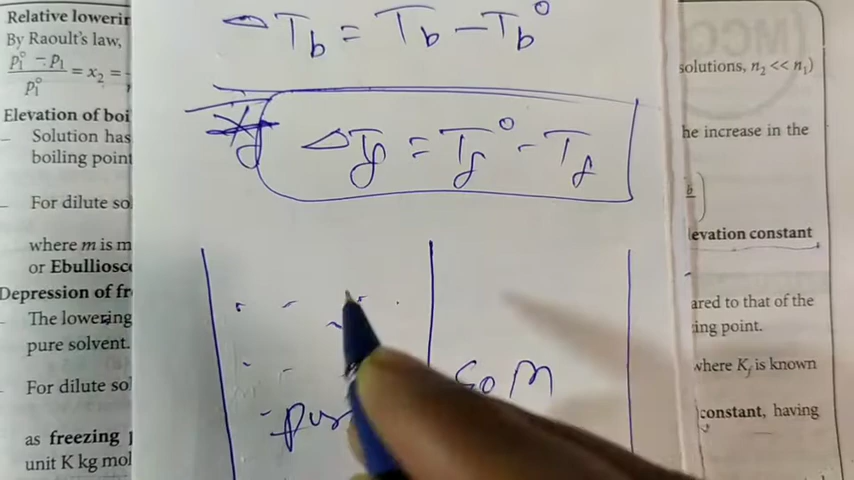 Relative lowerin
By Raoult's law,
p₁° − p₁ / p₁° = x₂ =
Elevation of boi
– Solution has
boiling point
– For dilute so
where m is m
or Ebulliosco
Depression of fr
– The lowering
pure solvent.
– For dilute so
as freezing p
unit K kg mol
ΔT_b = T_b − T_b°
ΔT_f = T_f° − T_f
pur
so m
solutions, n₂ << n₁)
he increase in the
b
levation constant
ared to that of the
ing point.
where K_f is known
constant, having